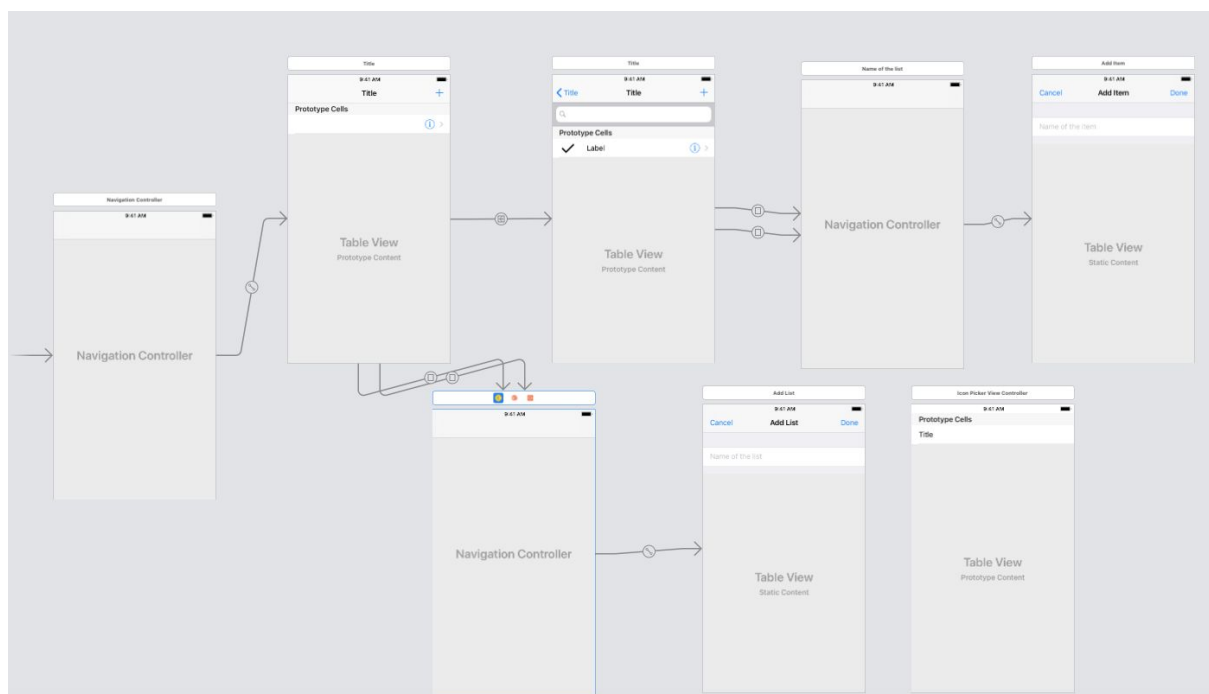 Title
9:41 AM
Title +
Prototype Cells
Table View
Prototype Content
Title
9:41 AM
Title Title +
Prototype Cells
Label
Table View
Prototype Content
Name of the list
9:41 AM
Navigation Controller
Add Item
9:41 AM
Cancel Add Item Done
Name of the item
Table View
Static Content
Navigation Controller
9:41 AM
Navigation Controller
9:41 AM
Navigation Controller
Add List
9:41 AM
Cancel Add List Done
Name of the list
Table View
Static Content
Icon Picker View Controller
9:41 AM
Prototype Cells
Title
Table View
Prototype Content